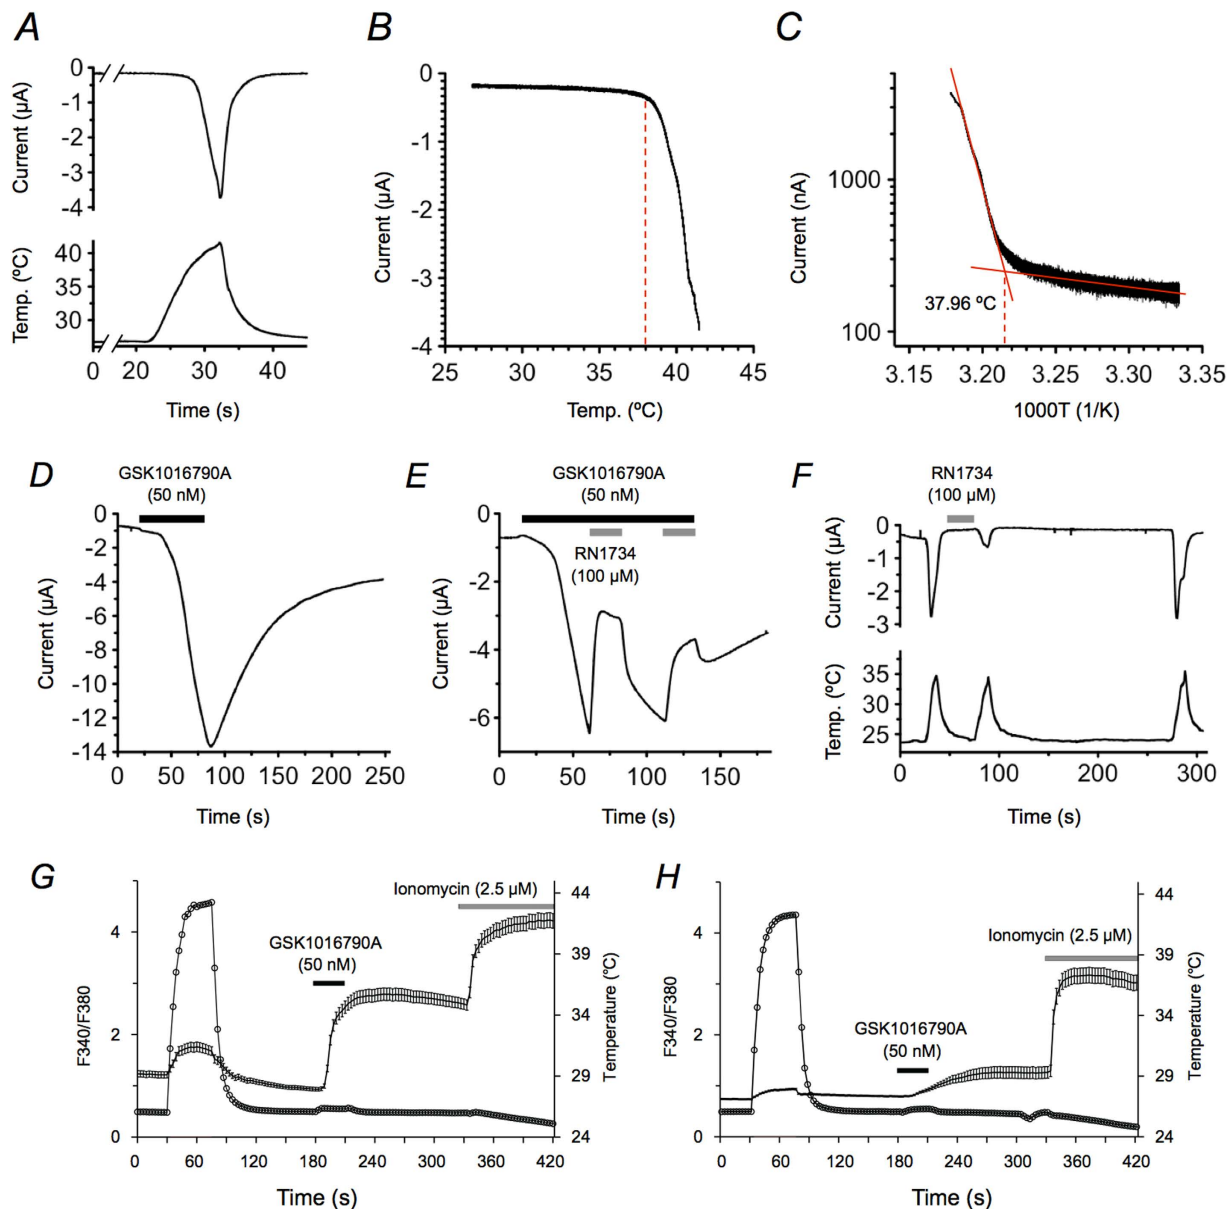 A
B
C
0
-1
-2
-3
-4
Current (µA)
40
35
30
Temp. (ºC)
0
20
30
40
Time (s)
0
-1
-2
-3
-4
Current (µA)
25
30
35
40
45
Temp. (ºC)
1000
100
Current (nA)
37.96 ºC
3.15
3.20
3.25
3.30
3.35
1000T (1/K)
D
E
F
GSK1016790A
(50 nM)
0
-2
-4
-6
-8
-10
-12
-14
Current (µA)
0
50
100
150
200
250
Time (s)
GSK1016790A
(50 nM)
RN1734
(100 µM)
0
-2
-4
-6
Current (µA)
0
50
100
150
Time (s)
RN1734
(100 µM)
0
-1
-2
-3
Current (µA)
35
30
25
Temp. (ºC)
0
100
200
300
Time (s)
G
H
Ionomycin (2.5 µM)
GSK1016790A
(50 nM)
4
2
0
F340/F380
44
39
34
29
24
Temperature (°C)
0
60
120
180
240
300
360
420
Time (s)
Ionomycin (2.5 µM)
GSK1016790A
(50 nM)
4
2
0
F340/F380
44
39
34
29
24
Temperature (°C)
0
60
120
180
240
300
360
420
Time (s)